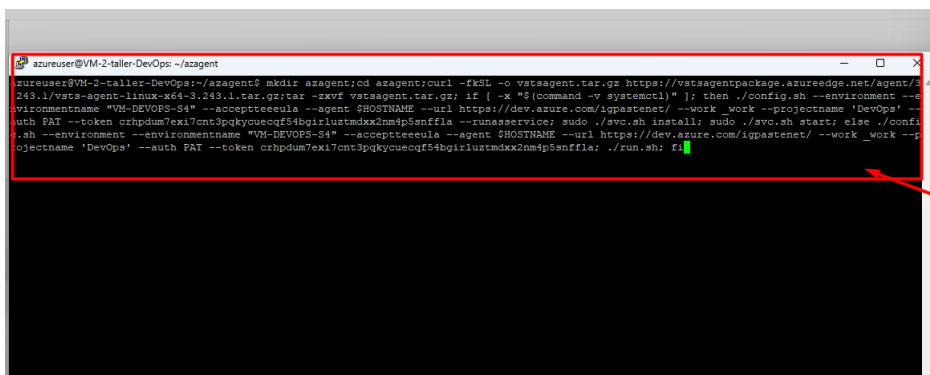 azureuser@VM-2-taller-DevOps: ~/azagent
azureuser@VM-2-taller-DevOps:~/azagent$ mkdir azagent;cd azagent;curl -fkSL -o vstsagent.tar.gz https://vstsagentpackage.azureedge.net/agent/3
.243.1/vsts-agent-linux-x64-3.243.1.tar.gz;tar -zxvf vstsagent.tar.gz; if [ -x "$(command -v systemctl)" ]; then ./config.sh --environment --e
nvironmentname "VM-DEVOPS-S4" --acceptteeeula --agent $HOSTNAME --url https://dev.azure.com/igpastenet/ --work _work --projectname 'DevOps' --
auth PAT --token crhpdum7exi7cnt3pqkycuecqf54bgirluztmdxx2nm4p5snffla --runasservice; sudo ./svc.sh install; sudo ./svc.sh start; else ./confi
g.sh --environment --environmentname "VM-DEVOPS-S4" --acceptteeeula --agent $HOSTNAME --url https://dev.azure.com/igpastenet/ --work _work --p
rojectname 'DevOps' --auth PAT --token crhpdum7exi7cnt3pqkycuecqf54bgirluztmdxx2nm4p5snffla; ./run.sh; fi